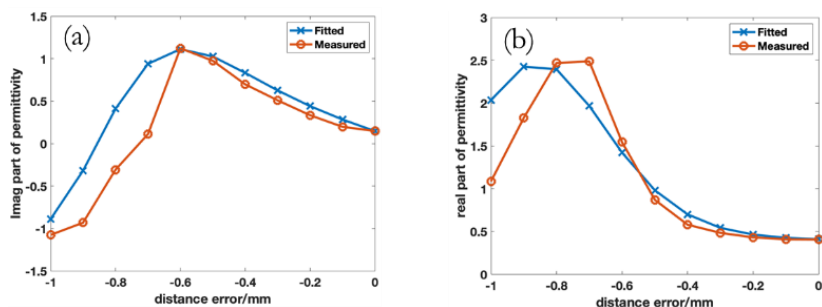 (a)
Fitted
Measured
1.5
1
0.5
0
-0.5
-1
-1.5
-1 -0.8 -0.6 -0.4 -0.2 0
distance error/mm
Imag part of permittivity
(b)
Fitted
Measured
3
2.5
2
1.5
1
0.5
0
-1 -0.8 -0.6 -0.4 -0.2 0
distance error/mm
real part of permittivity